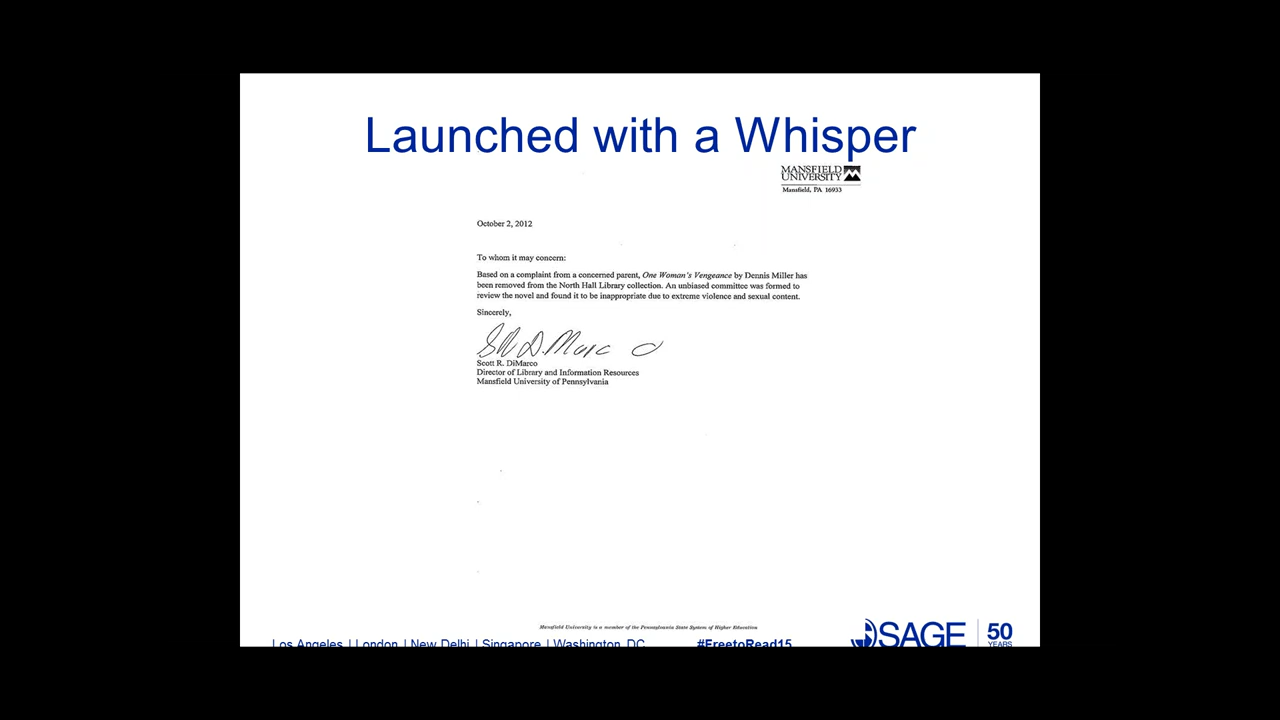 Launched with a Whisper
MANSFIELD
UNIVERSITY
Mansfield, PA 16933
October 2, 2012
To whom it may concern:
Based on a complaint from a concerned parent, One Woman's Vengeance by Dennis Miller has
been removed from the North Hall Library collection. An unbiased committee was formed to
review the novel and found it to be inappropriate due to extreme violence and sexual content.
Sincerely,
Scott R. DiMarco
Director of Library and Information Resources
Mansfield University of Pennsylvania
Mansfield University is a member of the Pennsylvania State System of Higher Education
Los Angeles | London | New Delhi | Singapore | Washington DC
#FreetoRead15
SAGE
50
YEARS